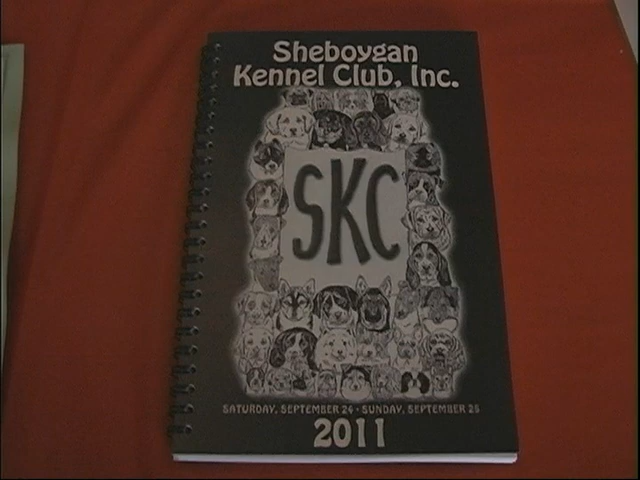 Sheboygan
Kennel Club, Inc.
SKC
SATURDAY, SEPTEMBER 24 • SUNDAY, SEPTEMBER 25
2011